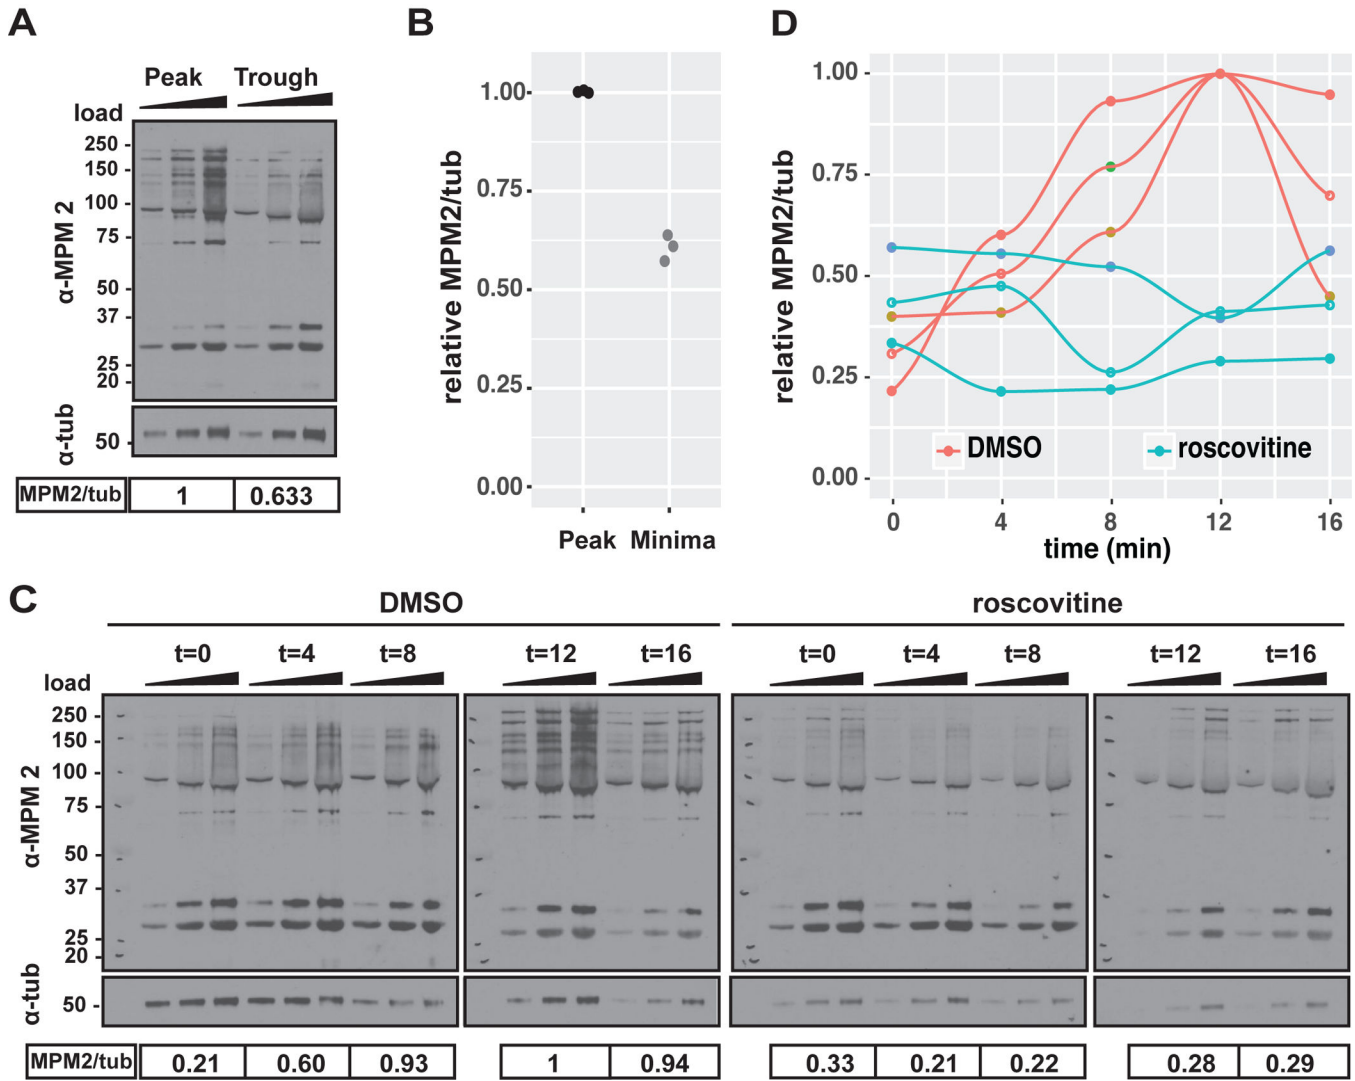 A
Peak Trough
load
250
150
100
75
50
37
25
20
α-MPM 2
50
α-tub
MPM2/tub 1 0.633
B
relative MPM2/tub
1.00
0.75
0.50
0.25
0.00
Peak Minima
D
relative MPM2/tub
1.00
0.75
0.50
0.25
0.00
DMSO roscovitine
0 4 8 12 16
time (min)
C
DMSO roscovitine
t=0 t=4 t=8 t=12 t=16 t=0 t=4 t=8 t=12 t=16
load
250
150
100
75
50
37
25
20
α-MPM 2
50
α-tub
MPM2/tub 0.21 0.60 0.93 1 0.94 0.33 0.21 0.22 0.28 0.29